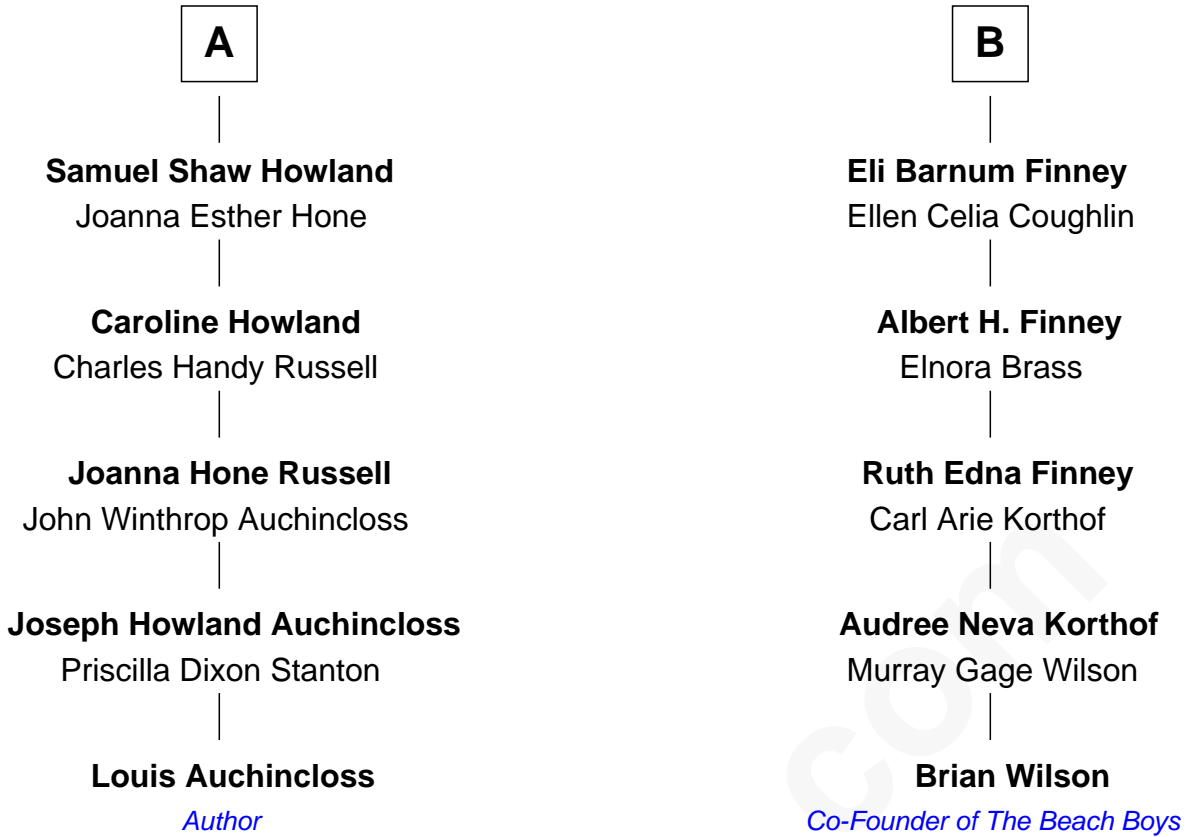 A
Samuel Shaw Howland
Joanna Esther Hone
Caroline Howland
Charles Handy Russell
Joanna Hone Russell
John Winthrop Auchincloss
Joseph Howland Auchincloss
Priscilla Dixon Stanton
Louis Auchincloss
Author
B
Eli Barnum Finney
Ellen Celia Coughlin
Albert H. Finney
Elnora Brass
Ruth Edna Finney
Carl Arie Korthof
Audree Neva Korthof
Murray Gage Wilson
Brian Wilson
Co-Founder of The Beach Boys
com